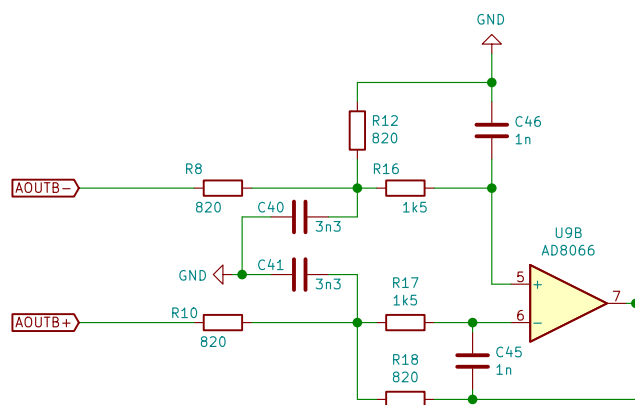 GND
R12
820
C46
1n
AOUTB-
R8
820
R16
1k5
C40
3n3
U9B
AD8066
GND
C41
3n3
R17
1k5
5
+
7
AOUTB+
R10
820
6
-
R18
820
C45
1n